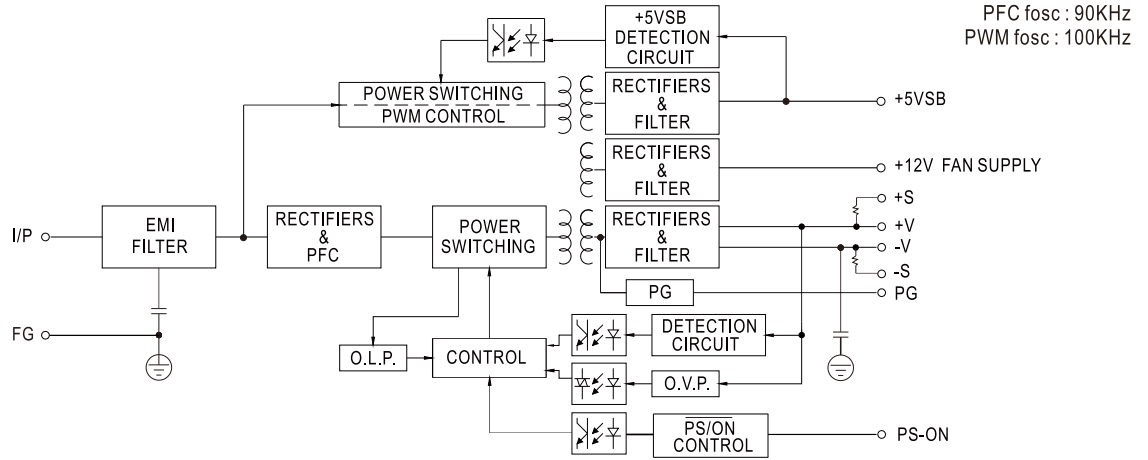 PFC fosc : 90KHz
PWM fosc : 100KHz
+5VSB
DETECTION
CIRCUIT
POWER SWITCHING
PWM CONTROL
RECTIFIERS
&
FILTER
+5VSB
RECTIFIERS
&
FILTER
+12V FAN SUPPLY
I/P
EMI
FILTER
RECTIFIERS
&
PFC
POWER
SWITCHING
RECTIFIERS
&
FILTER
+S
+V
-V
-S
PG
PG
FG
O.L.P.
CONTROL
DETECTION
CIRCUIT
O.V.P.
PS/ON
CONTROL
PS-ON